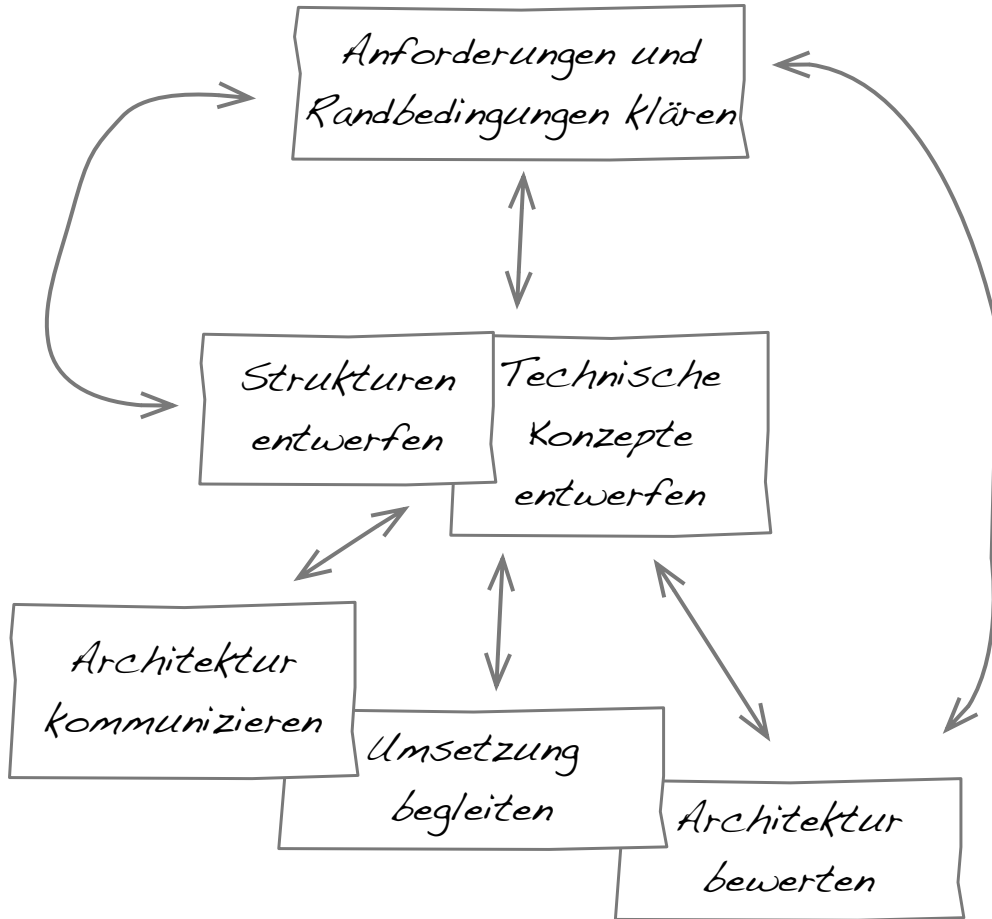 Anforderungen und
Randbedingungen klären
Strukturen
entwerfen
Technische
Konzepte
entwerfen
Architektur
kommunizieren
Umsetzung
begleiten
Architektur
bewerten